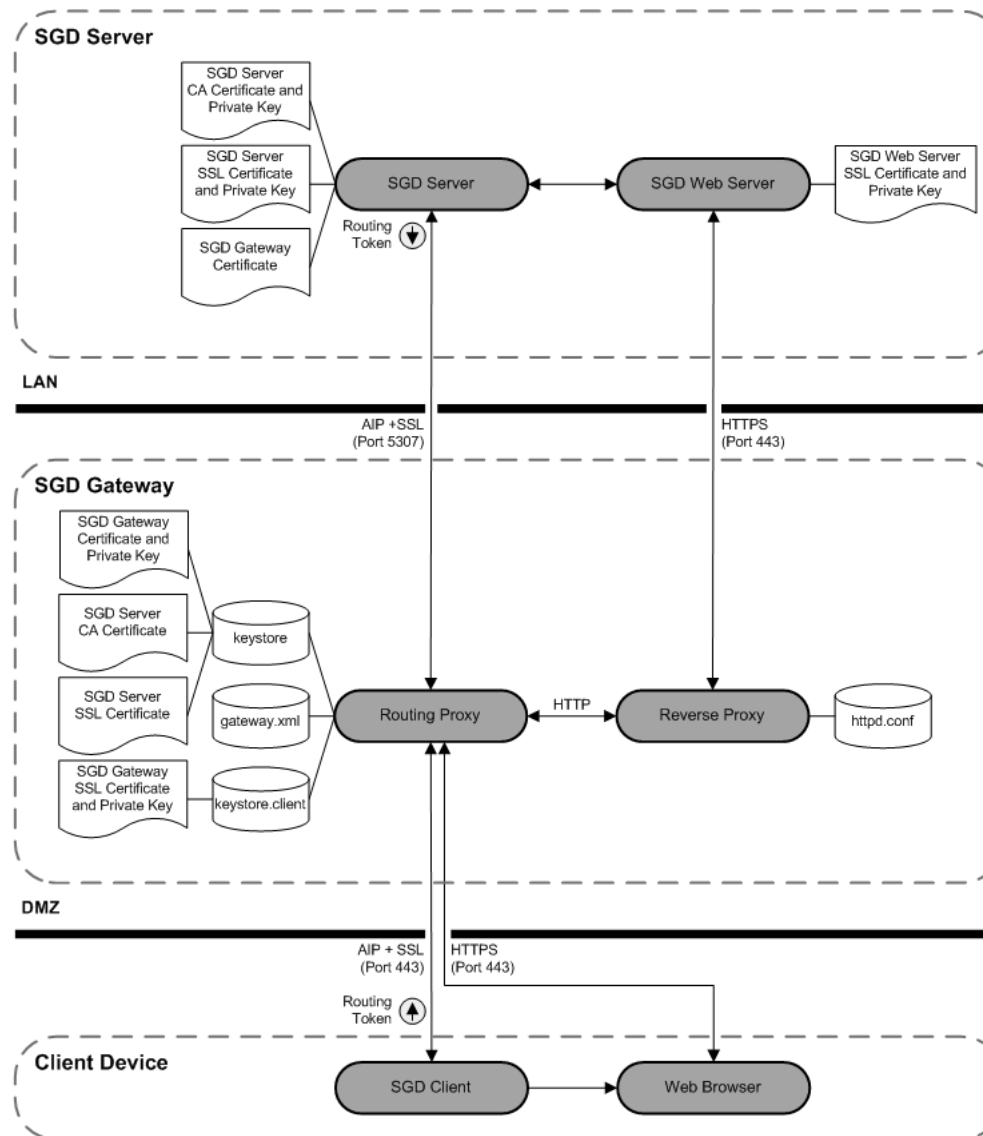 SGD Server
SGD Server
CA Certificate and
Private Key
SGD Server
SSL Certificate
and Private Key
SGD Gateway
Certificate
SGD Server
SGD Web Server
SGD Web Server
SSL Certificate and
Private Key
Routing
Token
LAN
AIP +SSL
(Port 5307)
HTTPS
(Port 443)
SGD Gateway
SGD Gateway
Certificate and
Private Key
SGD Server
CA Certificate
SGD Server
SSL Certificate
SGD Gateway
SSL Certificate
and Private Key
keystore
gateway.xml
keystore.client
Routing Proxy
HTTP
Reverse Proxy
httpd.conf
DMZ
AIP + SSL
(Port 443)
HTTPS
(Port 443)
Routing
Token
Client Device
SGD Client
Web Browser